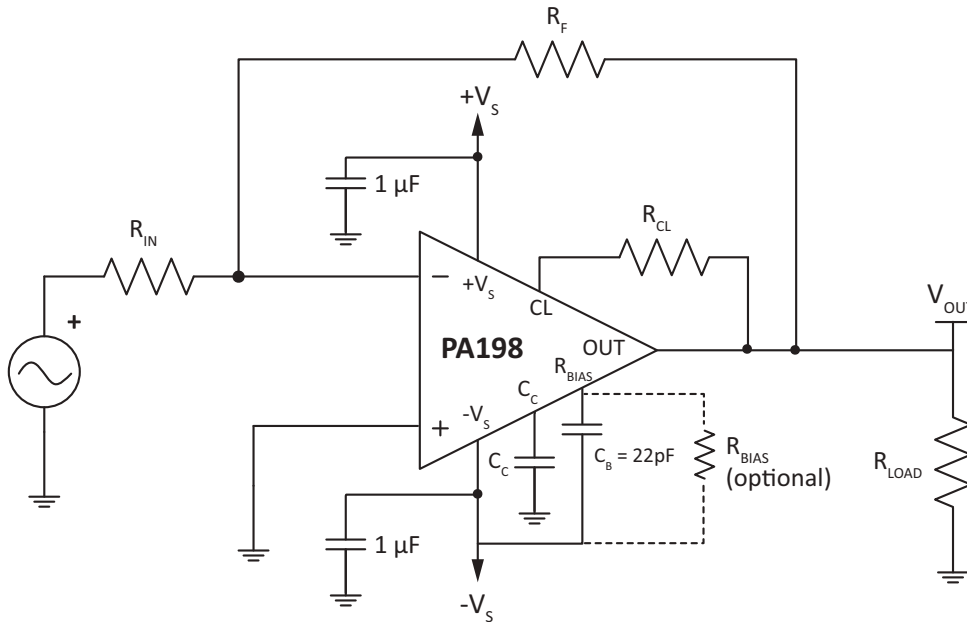 R_F
+V_S
1 µF
R_IN
R_CL
−
+V_S
CL
+
V_OUT
PA198
OUT
R_BIAS
C_C
-V_S
+
C_C
C_B = 22pF
R_BIAS
(optional)
R_LOAD
1 µF
-V_S